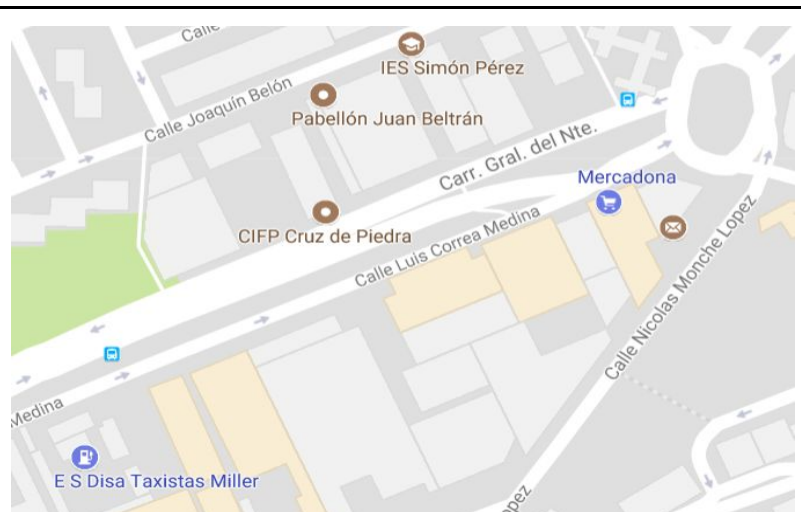 Calle
IES Simón Pérez
Calle Joaquín Belón
Pabellón Juan Beltrán
Carr. Gral. del Nte.
Mercadona
CIFP Cruz de Piedra
Calle Luis Correa Medina
Calle Nicolas Monche Lopez
Medina
E S Disa Taxistas Miller
opez